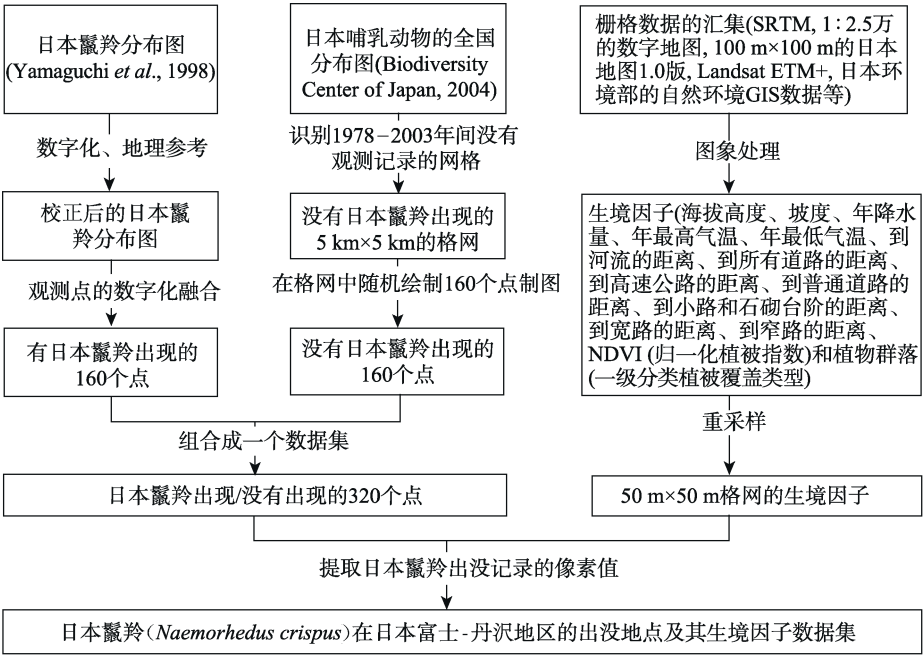 日本鬣羚分布图
(Yamaguchi et al., 1998)
数字化、地理参考
校正后的日本鬣
羚分布图
观测点的数字化融合
有日本鬣羚出现的
160个点
日本哺乳动物的全国
分布图(Biodiversity
Center of Japan, 2004)
识别1978–2003年间没有
观测记录的网格
没有日本鬣羚出现的
5 km×5 km的格网
在格网中随机绘制160个点制图
没有日本鬣羚出现的
160个点
组合成一个数据集
日本鬣羚出现/没有出现的320个点
栅格数据的汇集(SRTM, 1∶2.5万
的数字地图, 100 m×100 m的日本
地图1.0版, Landsat ETM+, 日本环
境部的自然环境GIS数据等)
图象处理
生境因子(海拔高度、坡度、年降水
量、年最高气温、年最低气温、到
河流的距离、到所有道路的距离、
到高速公路的距离、到普通道路的
距离、到小路和石砌台阶的距离、
到宽路的距离、到窄路的距离、
NDVI (归一化植被指数)和植物群落
(一级分类植被覆盖类型)
重采样
50 m×50 m格网的生境因子
提取日本鬣羚出没记录的像素值
日本鬣羚(Naemorhedus crispus)在日本富士-丹沢地区的出没地点及其生境因子数据集